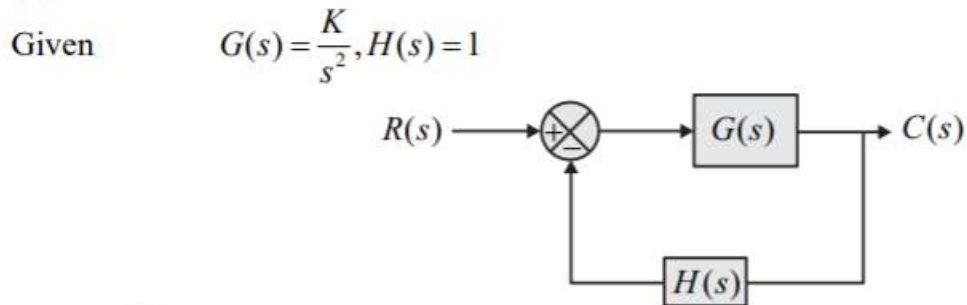 Given G(s) = K/s², H(s) = 1
R(s) + − G(s) C(s)
H(s)